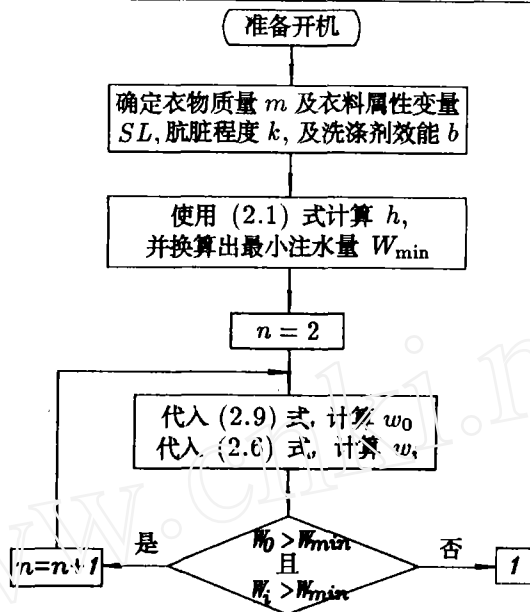 准备开机
确定衣物质量 m 及衣料属性变量
SL, 肮脏程度 k, 及洗涤剂效能 b
使用 (2.1) 式计算 h,
并换算出最小注水量 W_min
n = 2
代入 (2.9) 式, 计算 w_0
代入 (2.6) 式, 计算 w_i
W_0>W_min
是
否
n=n+1
且
1
W_i>W_min
www.cnki.n